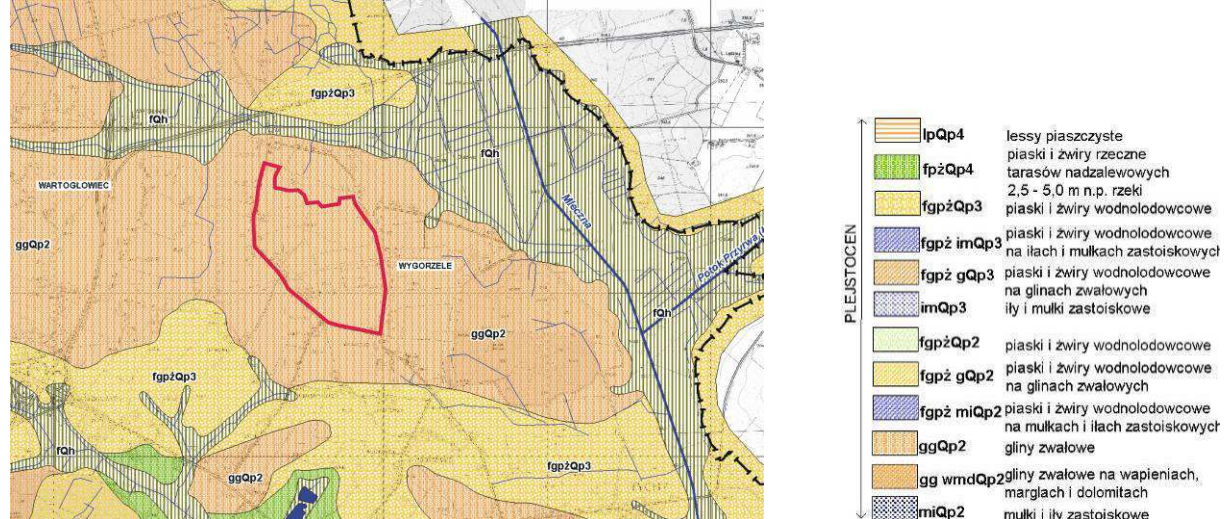 fgpżQp3
fQh
fQh
WARTOGŁOWIEC
Mleczna
ggQp2
WYGORZELE
Potok Przyrwa
fQh
ggQp2
fgpżQp3
fQh
ggQp2
fgpżQp3
PLEJSTOCEN
lpQp4 lessy piaszczyste
fpżQp4 piaski i żwiry rzeczne
tarasów nadzalewowych
2,5 - 5,0 m n.p. rzeki
fgpżQp3 piaski i żwiry wodnolodowcowe
fgpż imQp3 piaski i żwiry wodnolodowcowe
na iłach i mułkach zastoiskowych
fgpż gQp3 piaski i żwiry wodnolodowcowe
na glinach zwałowych
imQp3 iły i mułki zastoiskowe
fgpżQp2 piaski i żwiry wodnolodowcowe
fgpż gQp2 piaski i żwiry wodnolodowcowe
na glinach zwałowych
fgpż miQp2 piaski i żwiry wodnolodowcowe
na mułkach i iłach zastoiskowych
ggQp2 gliny zwałowe
gg wmdQp2 gliny zwałowe na wapieniach,
marglach i dolomitach
miQp2 mułki i iły zastoiskowe